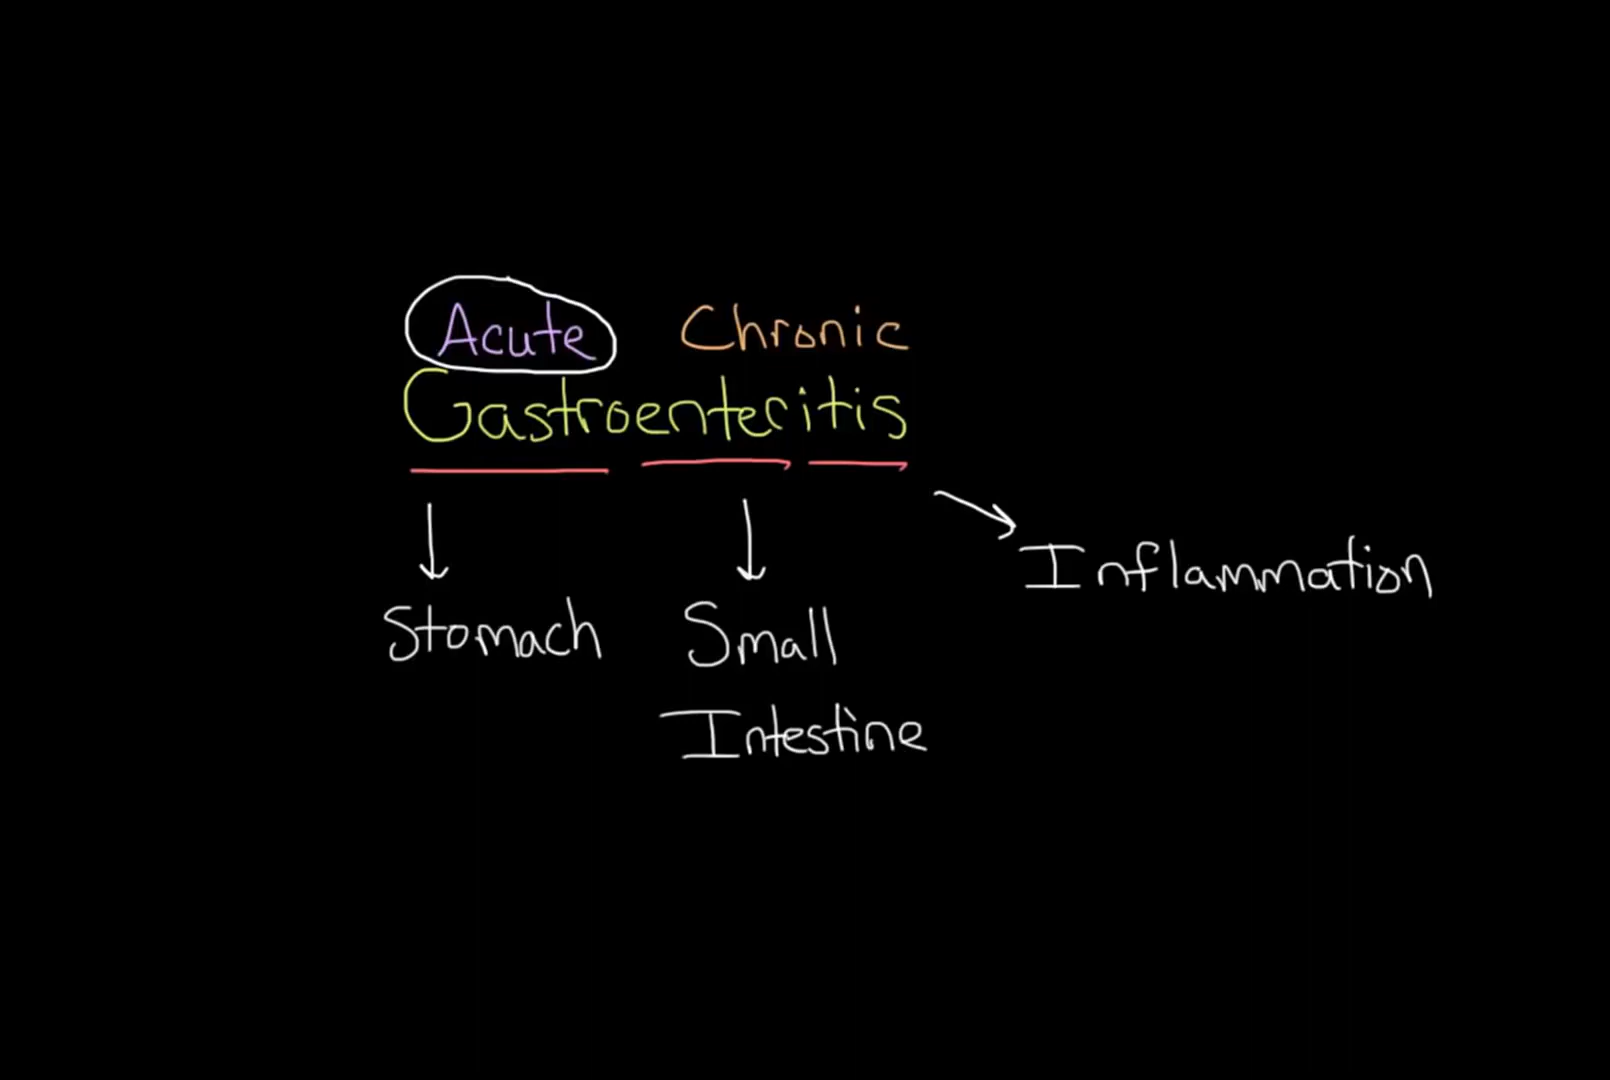 Acute Chronic
Gastroenteritis
Inflammation
Stomach Small
Intestine